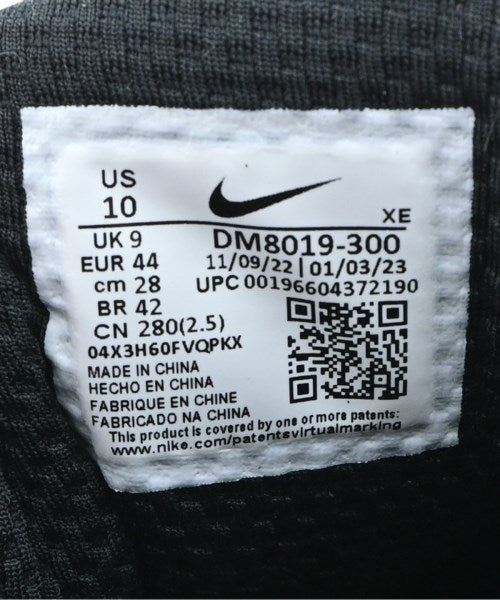 US
10
XE
UK 9
DM8019-300
EUR 44
11/09/22 | 01/03/23
cm 28
UPC 00196604372190
BR 42
CN 280(2.5)
04X3H60FVQPKX
MADE IN CHINA
HECHO EN CHINA
FABRIQUE EN CHINE
FABRICADO NA CHINA
This product is covered by one or more patents:
www.nike.com/patentsvirtualmarking